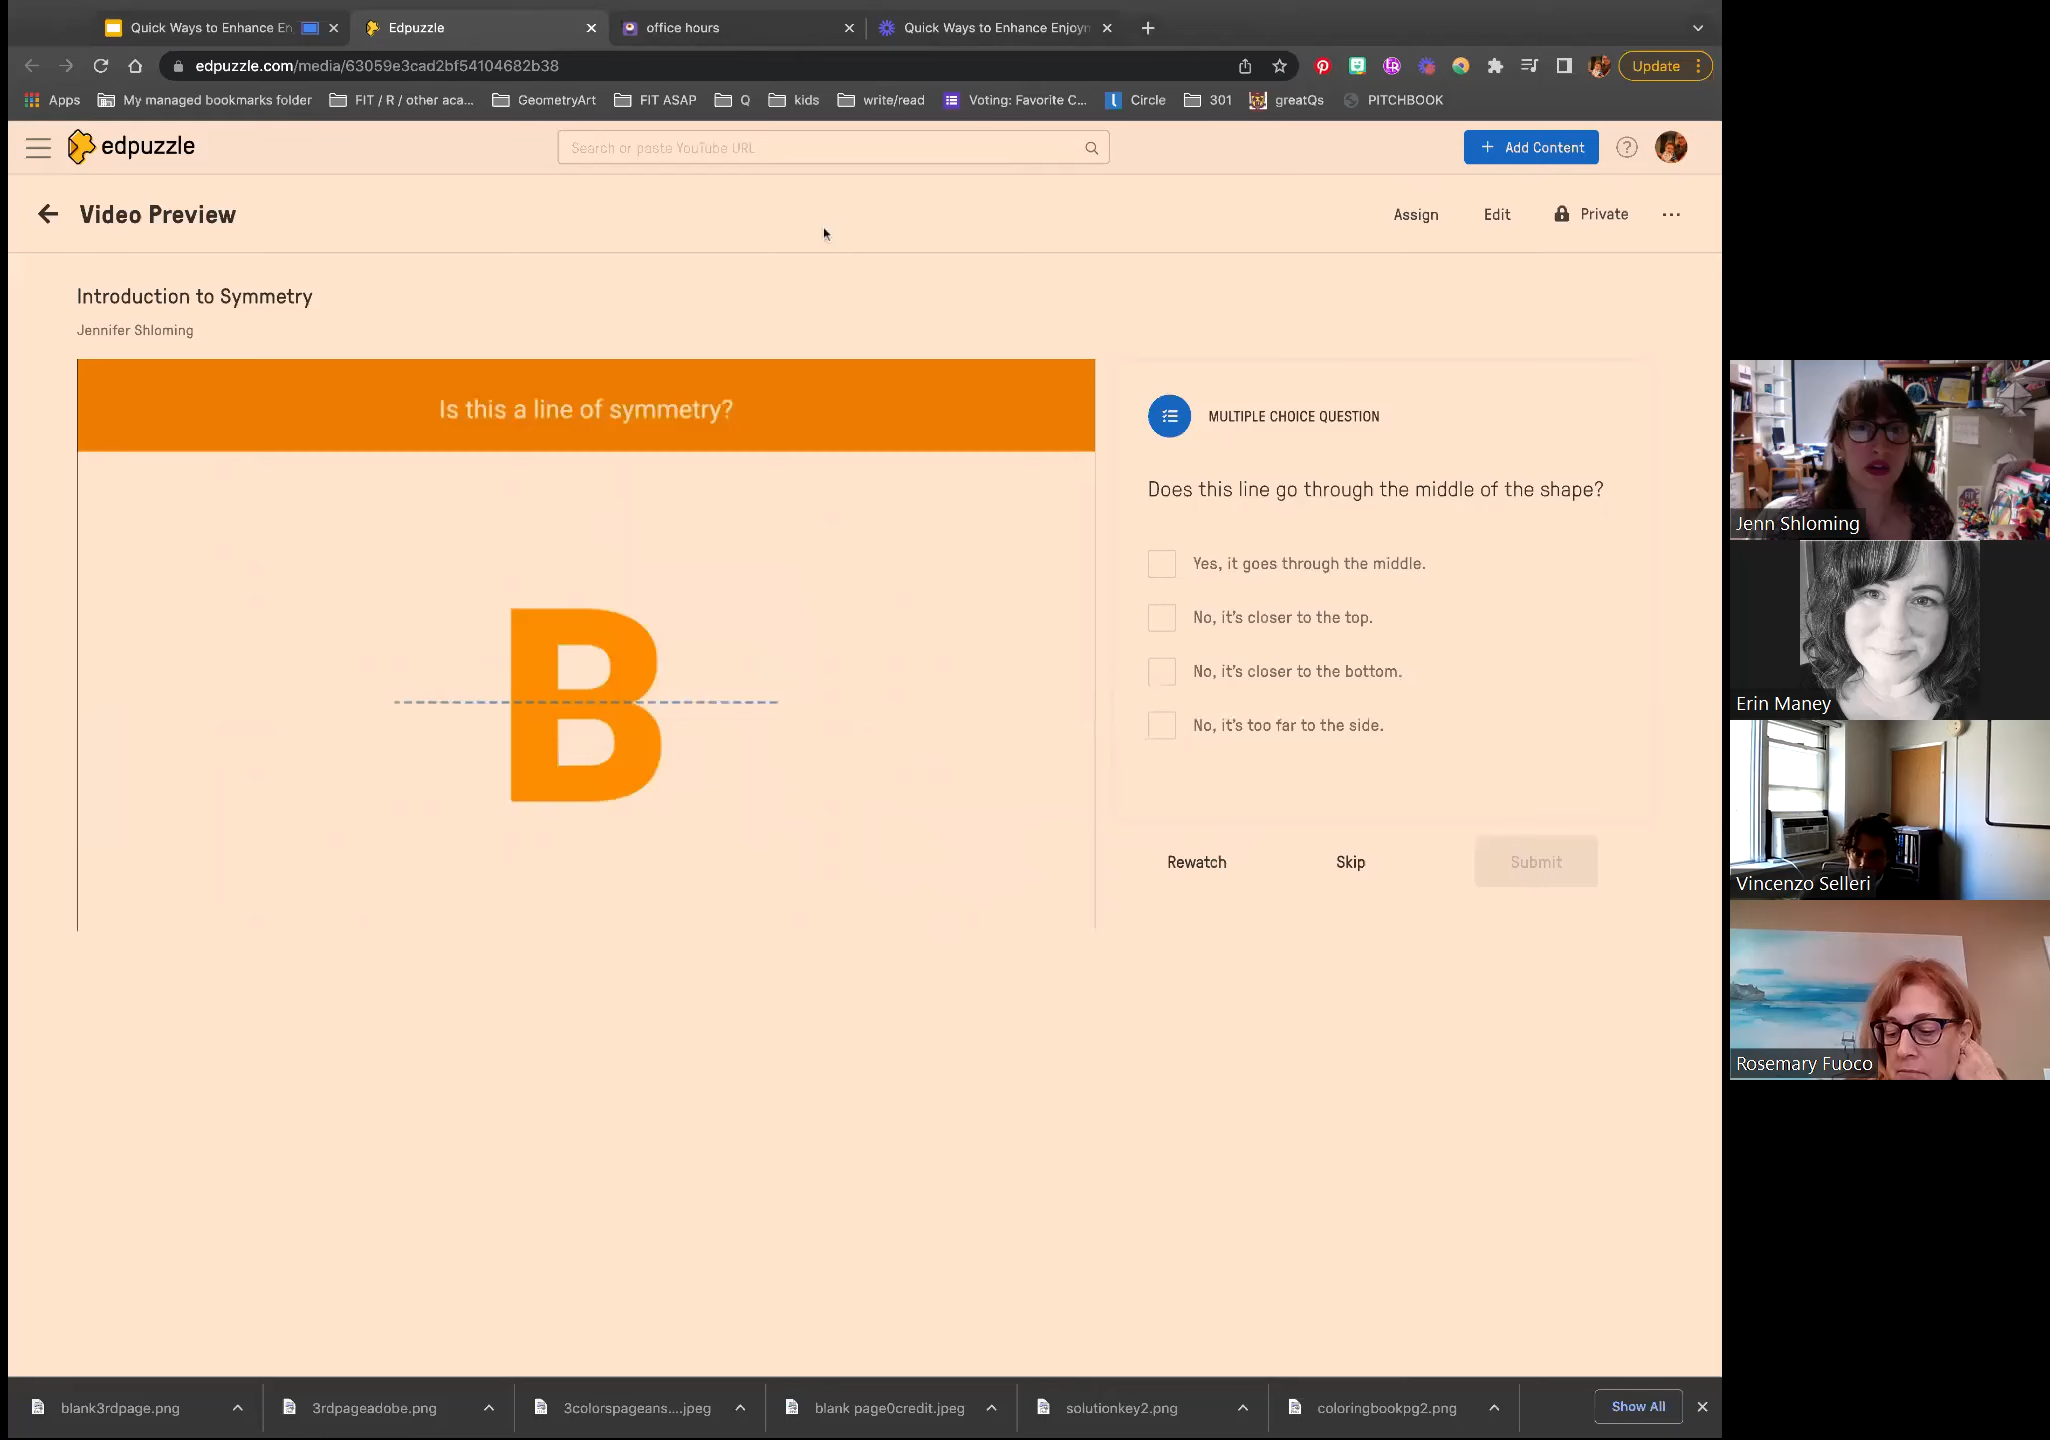 Quick Ways to Enhance En
Edpuzzle
office hours
Quick Ways to Enhance Enjoyn
edpuzzle.com/media/63059e3cad2bf54104682b38
Update
Apps
My managed bookmarks folder
FIT / R / other aca...
GeometryArt
FIT ASAP
Q
kids
write/read
Voting: Favorite C...
Circle
301
greatQs
PITCHBOOK
edpuzzle
Search or paste YouTube URL
+ Add Content
?
Video Preview
Assign
Edit
Private
...
Introduction to Symmetry
Jennifer Shloming
Is this a line of symmetry?
B
MULTIPLE CHOICE QUESTION
Does this line go through the middle of the shape?
Yes, it goes through the middle.
No, it's closer to the top.
No, it's closer to the bottom.
No, it's too far to the side.
Rewatch
Skip
Submit
Jenn Shloming
Erin Maney
Vincenzo Selleri
Rosemary Fuoco
blank3rdpage.png
3rdpageadobe.png
3colorspageans....jpeg
blank page0credit.jpeg
solutionkey2.png
coloringbookpg2.png
Show All